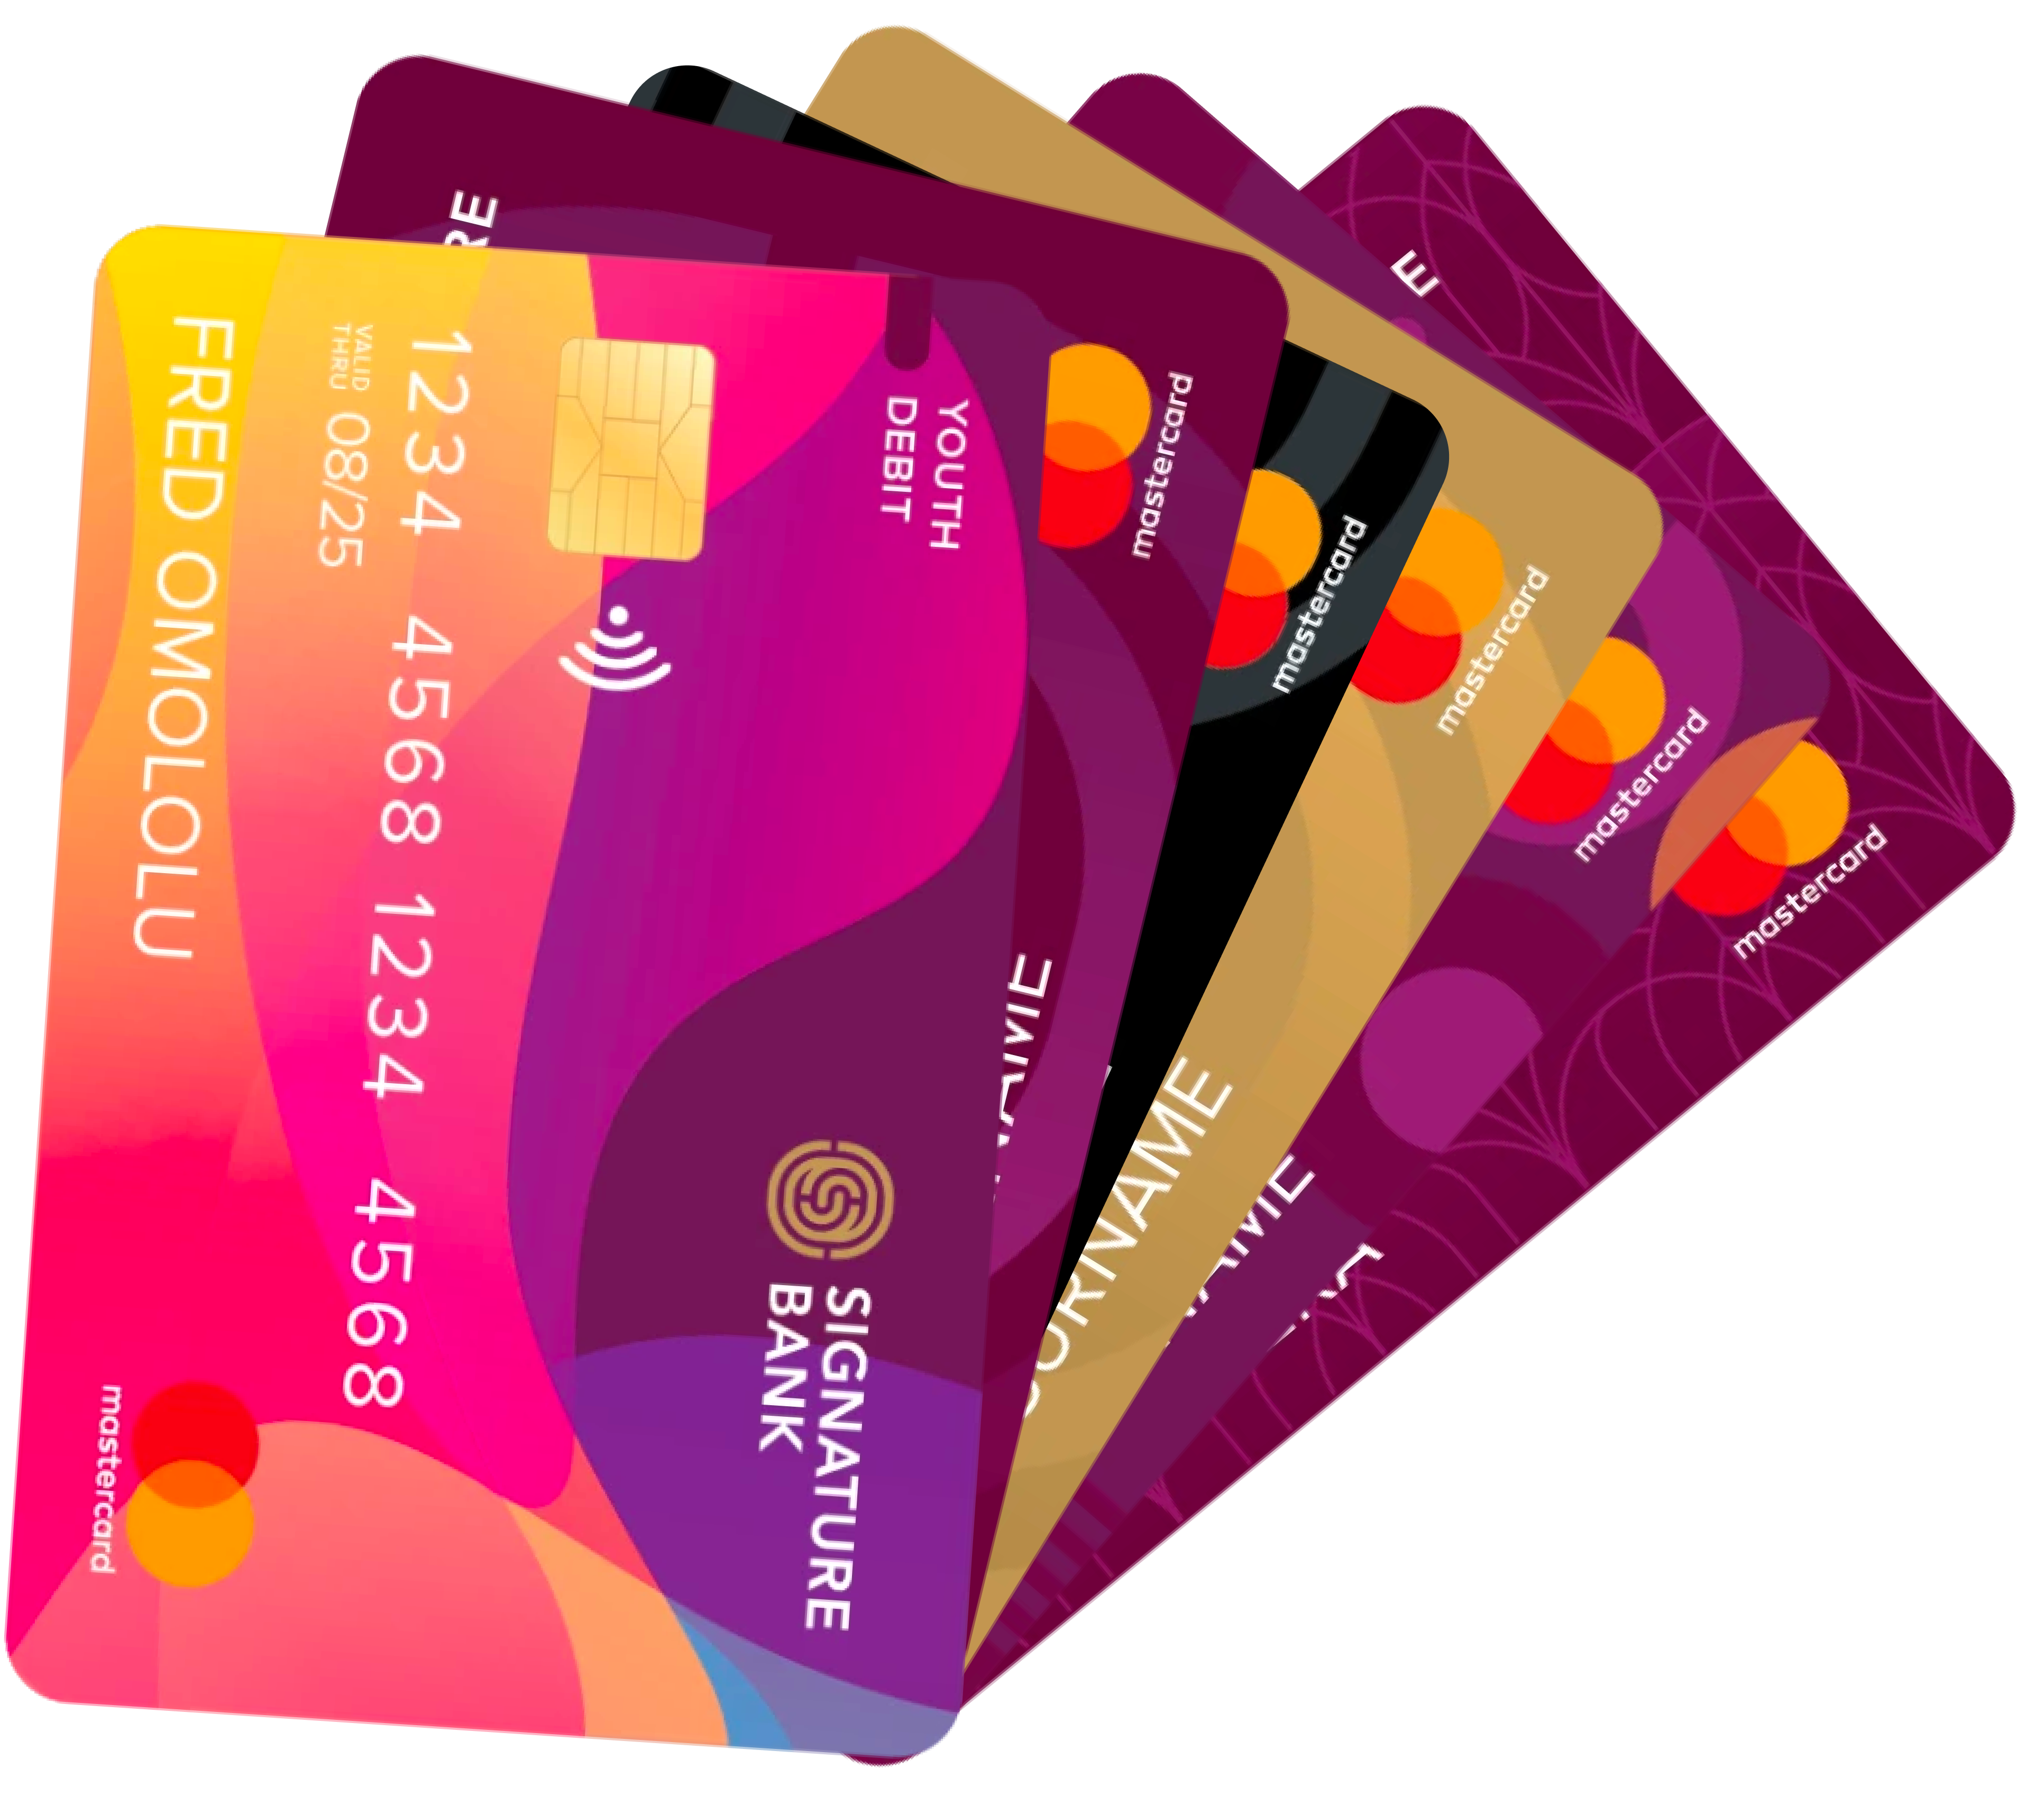 YOUTH
DEBIT
SIGNATURE
BANK
1234 4568 1234 4568
VALID
THRU 08/25
FRED OMOLOLU
mastercard
mastercard
mastercard
mastercard
mastercard
mastercard